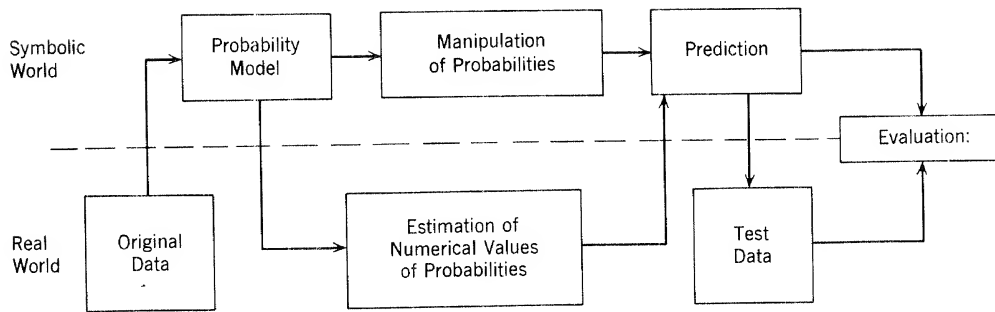 Symbolic
World
Probability
Model
Manipulation
of Probabilities
Prediction
Evaluation:
Real
World
Original
Data
Estimation of
Numerical Values
of Probabilities
Test
Data